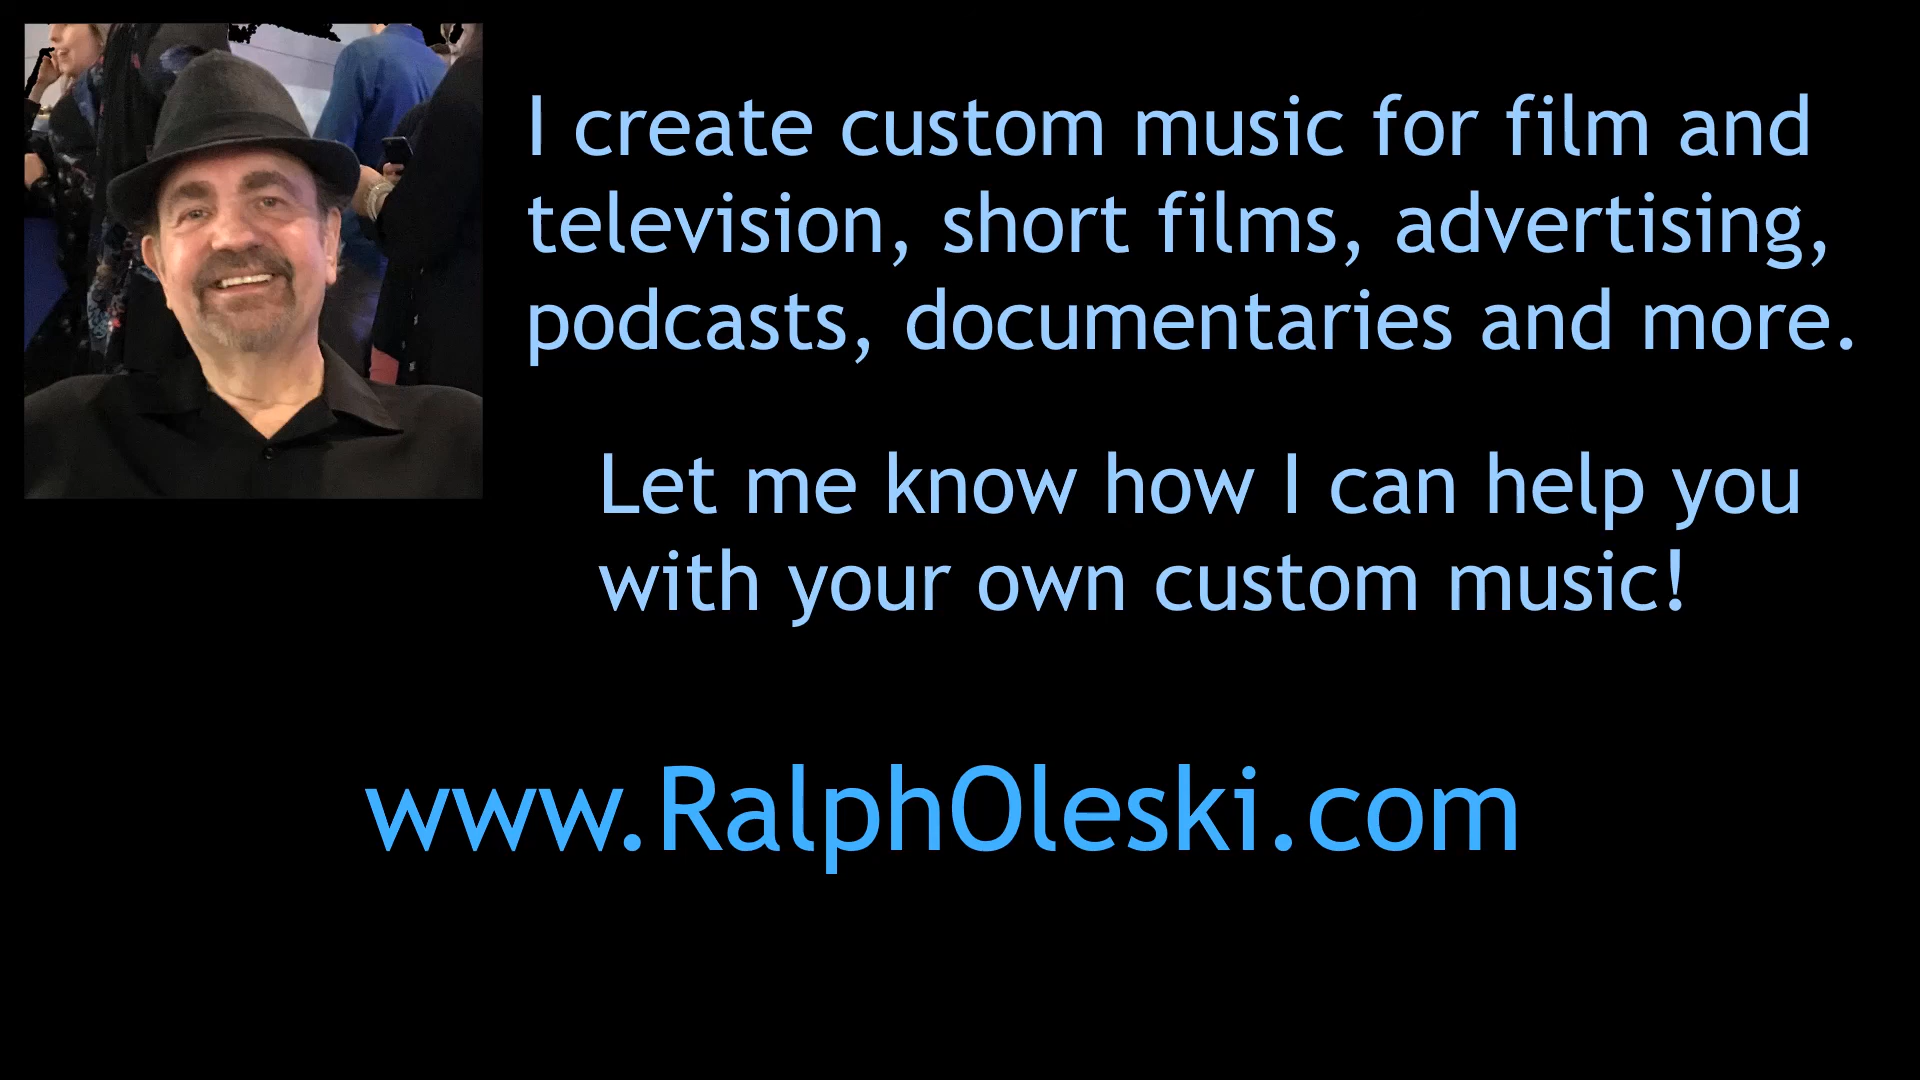 I create custom music for film and
television, short films, advertising,
podcasts, documentaries and more.
Let me know how I can help you
with your own custom music!
www.RalphOleski.com